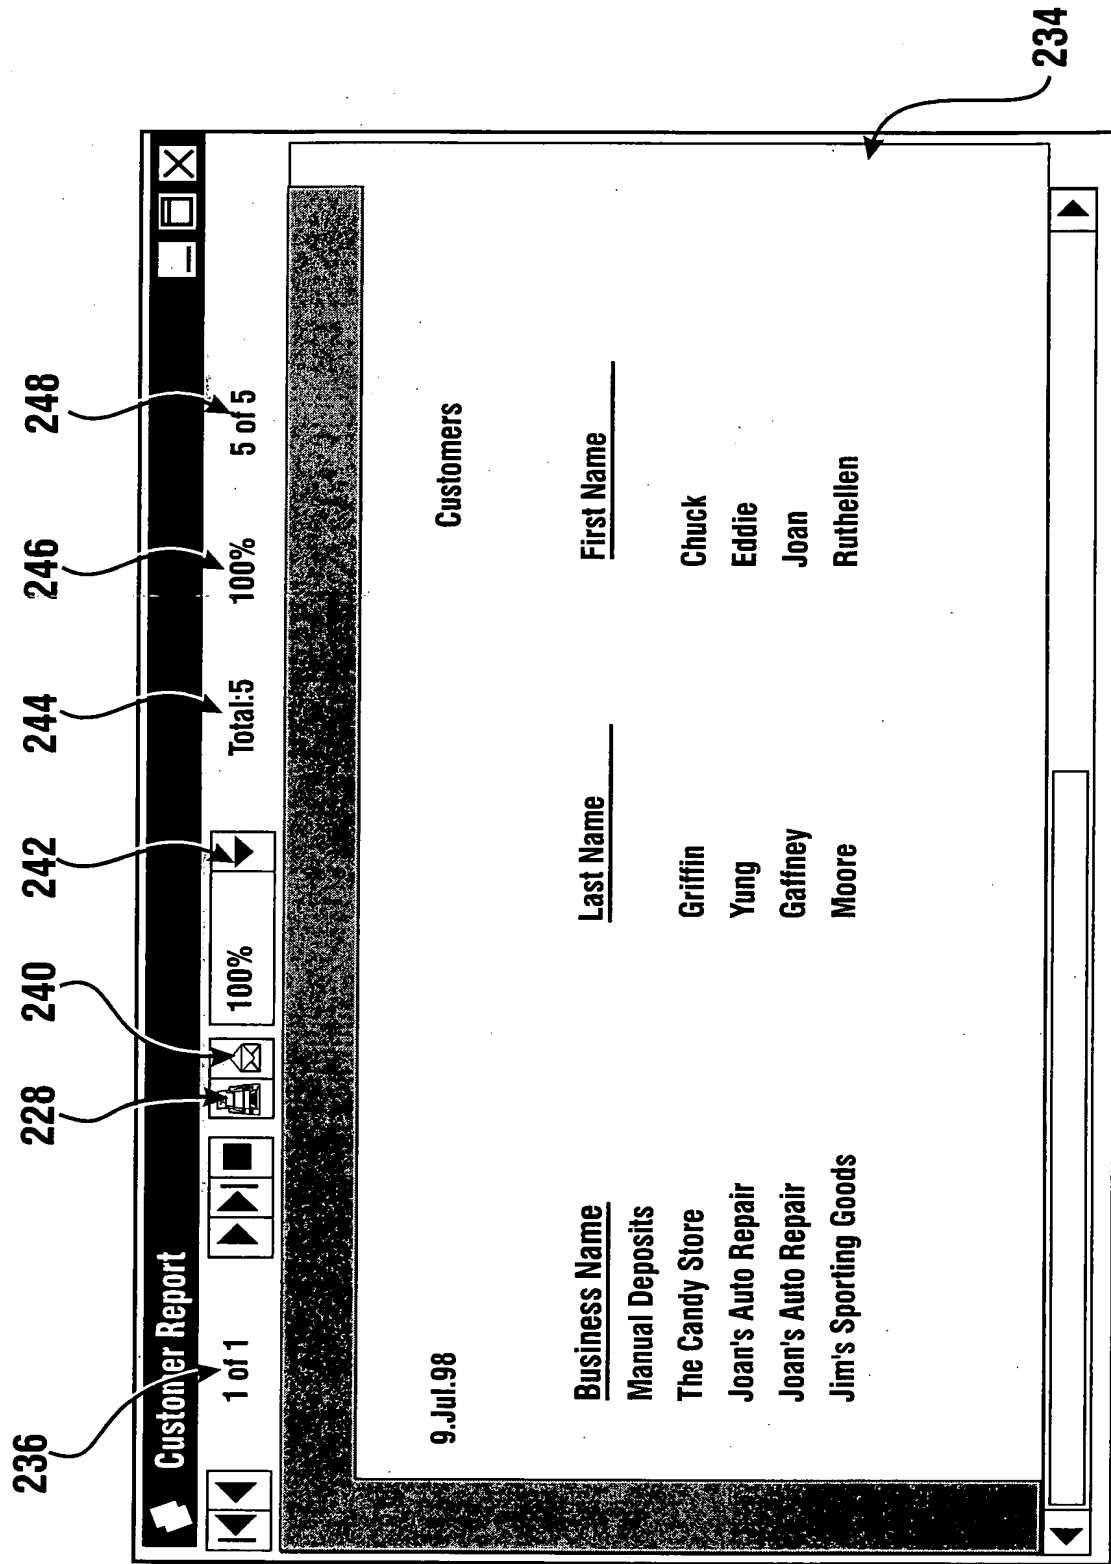 236 228 240 242 244 246 248
Customer Report
1 of 1 100% Total:5 100% 5 of 5
9.Jul.98 Customers
Business Name Last Name First Name
Manual Deposits
The Candy Store Griffin Chuck
Joan's Auto Repair Yung Eddie
Joan's Auto Repair Gaffney Joan
Jim's Sporting Goods Moore Ruthellen
234